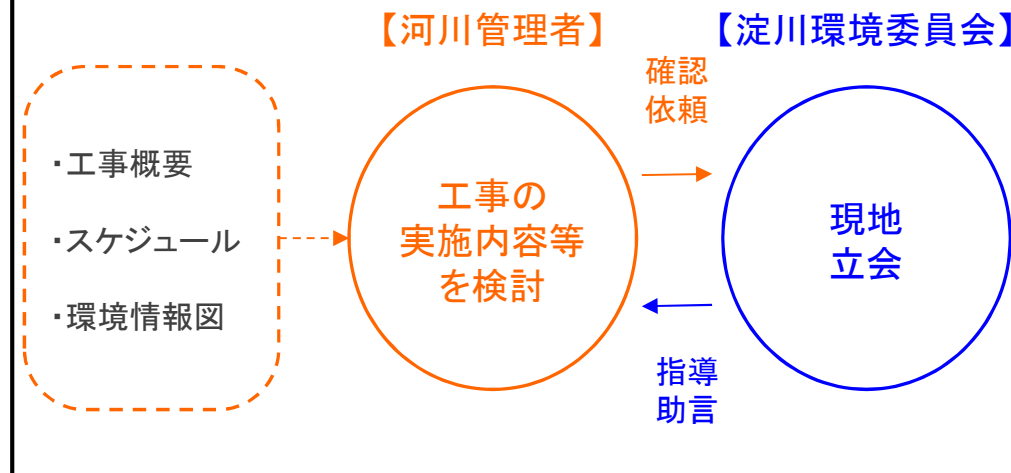 【河川管理者】
【淀川環境委員会】
確認
依頼
・工事概要
・スケジュール
・環境情報図
工事の
実施内容等
を検討
現地
立会
指導
助言